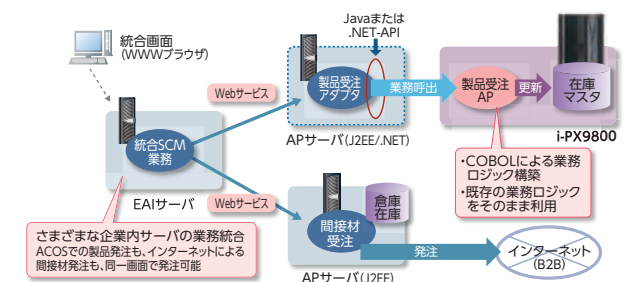 統合画面
(WWWブラウザ)
Javaまたは
.NET-API
Webサービス
製品受注
アダプタ
業務呼出
製品受注
AP
更新
在庫
マスタ
APサーバ(J2EE/.NET)
i-PX9800
統合SCM
業務
EAIサーバ
・COBOLによる業務
ロジック構築
・既存の業務ロジック
をそのまま利用
Webサービス
間接材
受注
倉庫
在庫
発注
インターネット
(B2B)
APサーバ(J2EE)
さまざまな企業内サーバの業務統合
ACOSでの製品発注も、インターネットによる
間接材発注も、同一画面で発注可能